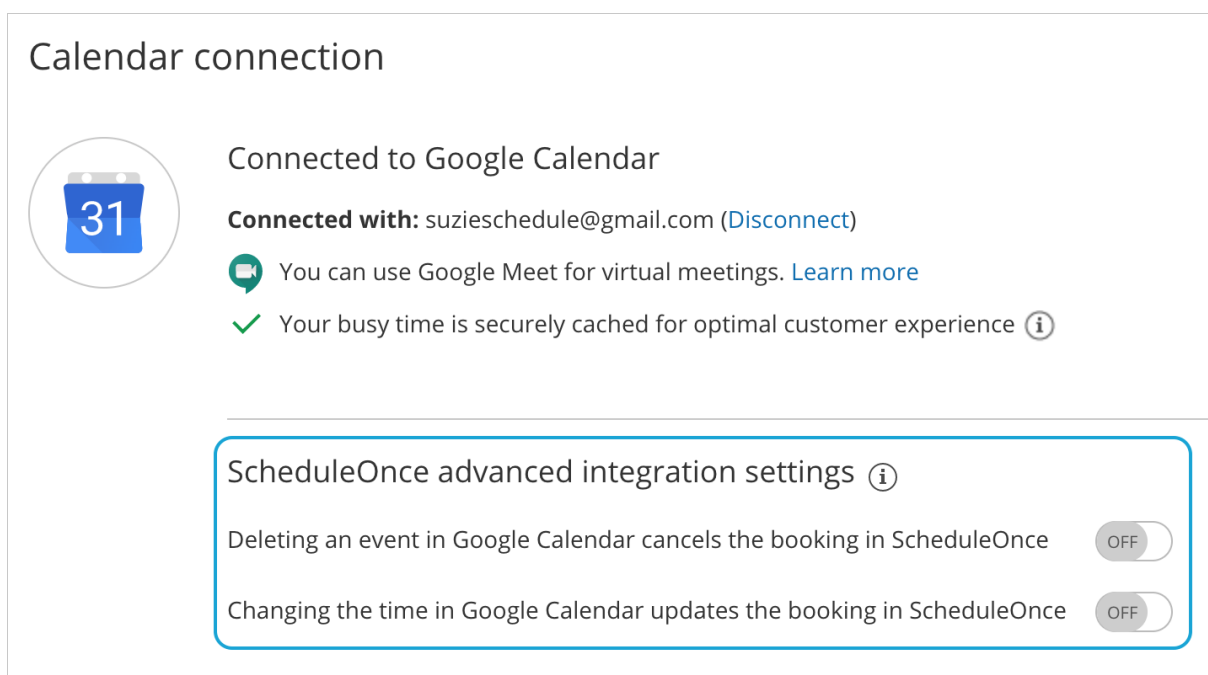 Calendar connection
31
Connected to Google Calendar
Connected with: suzieschedule@gmail.com (Disconnect)
You can use Google Meet for virtual meetings. Learn more
Your busy time is securely cached for optimal customer experience i
ScheduleOnce advanced integration settings i
Deleting an event in Google Calendar cancels the booking in ScheduleOnce OFF
Changing the time in Google Calendar updates the booking in ScheduleOnce OFF